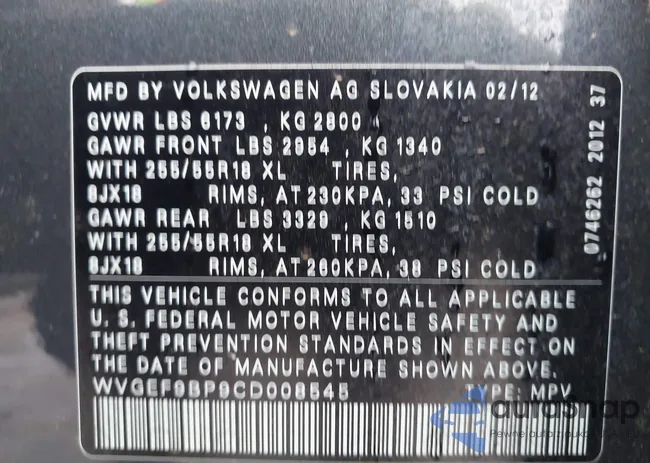 MFD BY VOLKSWAGEN AG SLOVAKIA 02/12
GVWR LBS 6173 , KG 2800
GAWR FRONT LBS 2954 , KG 1340
WITH 255/55R18 XL TIRES,
8JX18 RIMS, AT 230KPA, 33 PSI COLD
GAWR REAR LBS 3329 , KG 1510
WITH 255/55R18 XL TIRES,
8JX18 RIMS, AT 260KPA, 38 PSI COLD
THIS VEHICLE CONFORMS TO ALL APPLICABLE
U. S. FEDERAL MOTOR VEHICLE SAFETY AND
THEFT PREVENTION STANDARDS IN EFFECT ON
THE DATE OF MANUFACTURE SHOWN ABOVE.
WVGEF9BP9CD008545 TYPE: MPV
0746262 2012 37
autoSnap